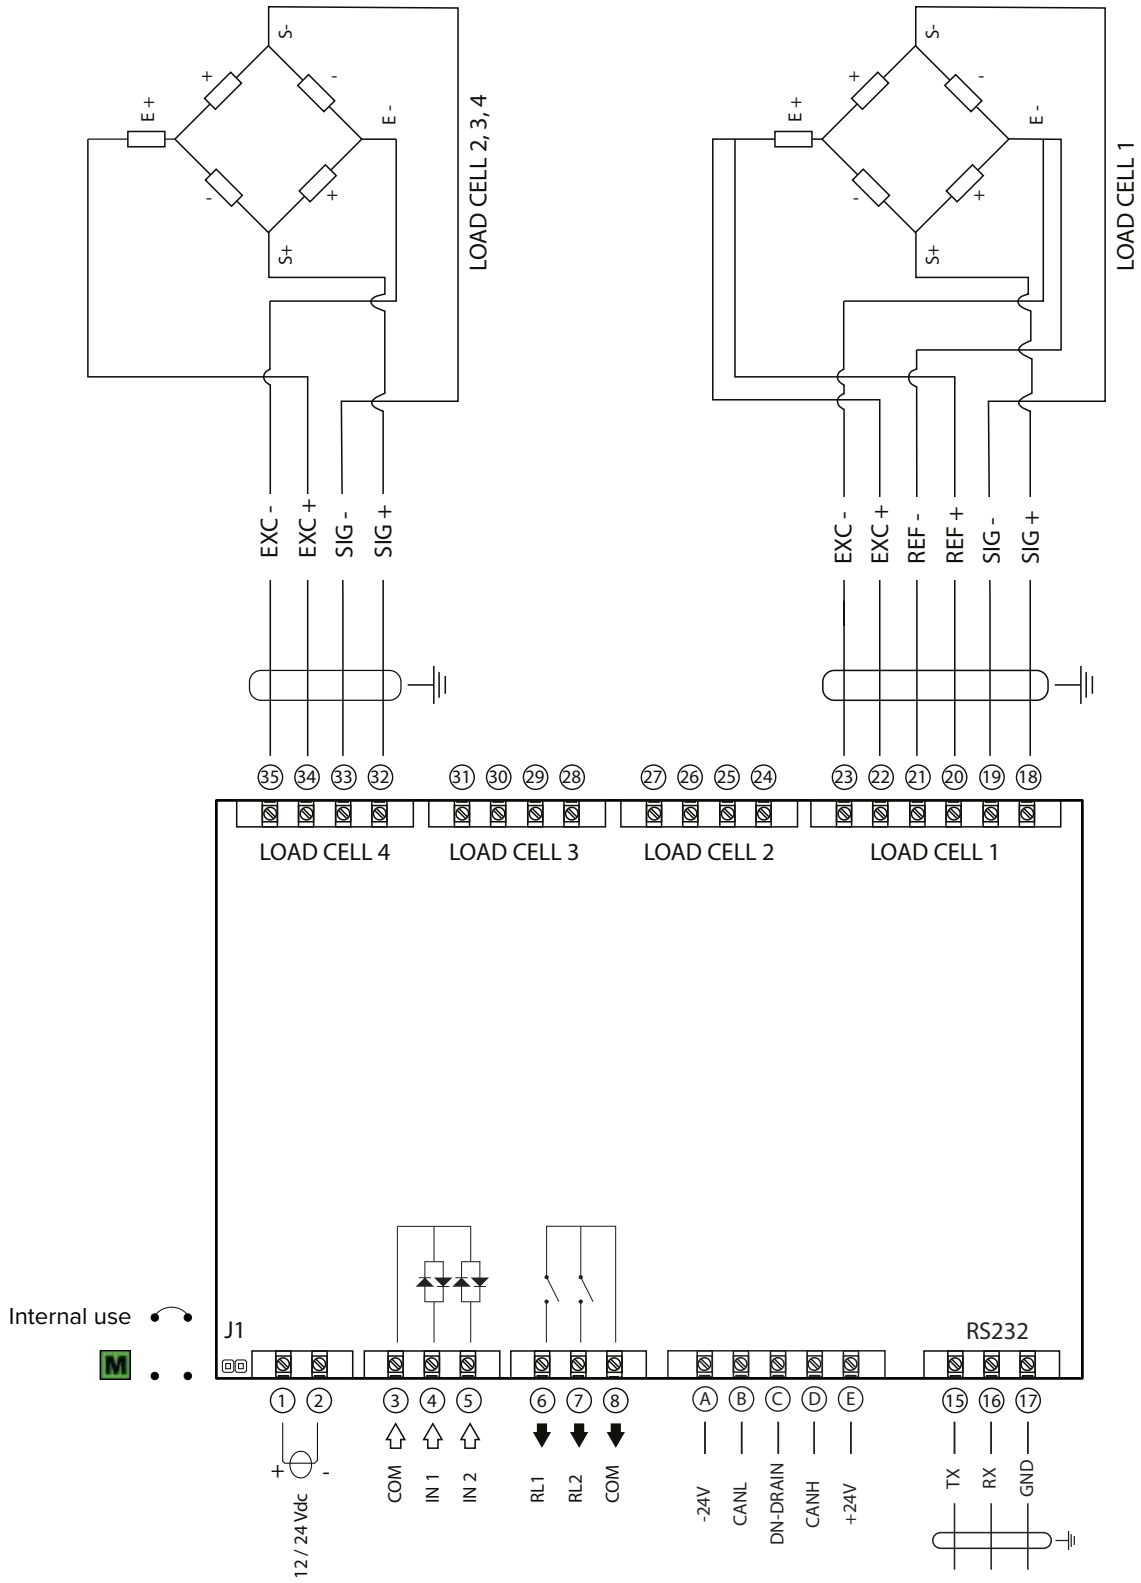 S-
+
-
E +
E -
-
+
S+
LOAD CELL 2, 3, 4
S-
+
-
E +
E -
-
+
S+
LOAD CELL 1
EXC -
EXC +
SIG -
SIG +
EXC -
EXC +
REF -
REF +
SIG -
SIG +
35 34 33 32 31 30 29 28 27 26 25 24 23 22 21 20 19 18
LOAD CELL 4 LOAD CELL 3 LOAD CELL 2 LOAD CELL 1
Internal use
J1
RS232
M
1 2 3 4 5 6 7 8 A B C D E 15 16 17
+ -
12 / 24 Vdc
COM
IN 1
IN 2
RL1
RL2
COM
-24V
CANL
DN-DRAIN
CANH
+24V
TX
RX
GND